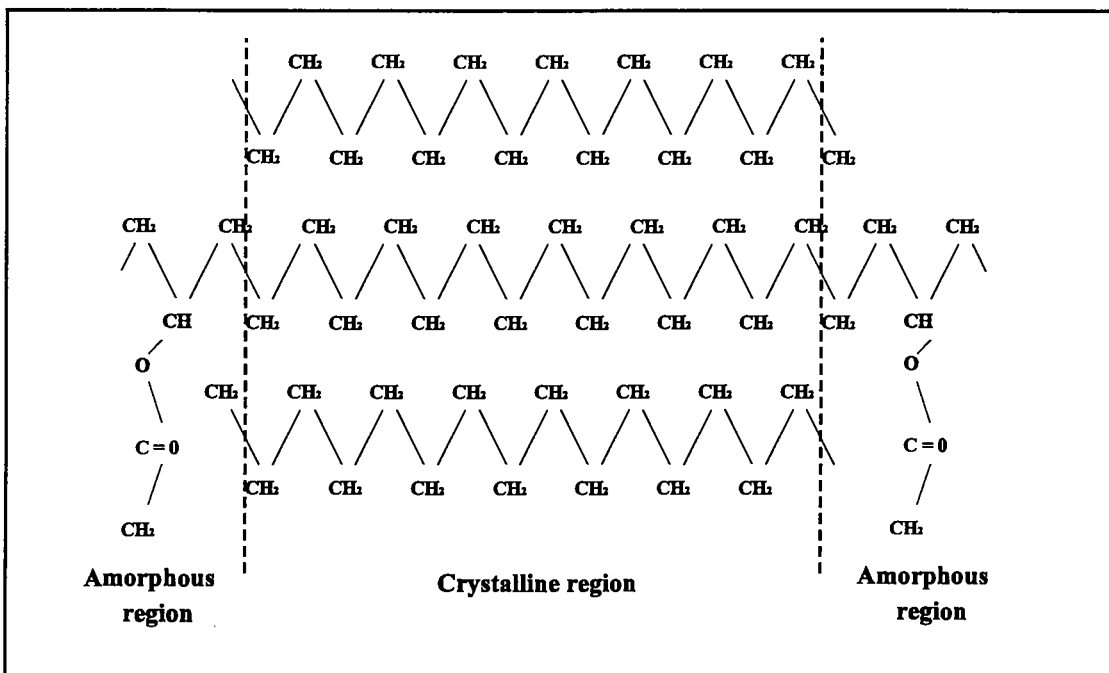 CH₂ CH₂ CH₂ CH₂ CH₂ CH₂ CH₂
CH₂ CH₂ CH₂ CH₂ CH₂ CH₂ CH₂ CH₂
CH₂ CH₂ CH₂ CH₂ CH₂ CH₂ CH₂ CH₂ CH₂ CH₂ CH₂
CH CH₂ CH₂ CH₂ CH₂ CH₂ CH₂ CH₂ CH₂ CH
O O
CH₂ CH₂ CH₂ CH₂ CH₂ CH₂ CH₂ CH₂
C = 0 C = 0
CH₂ CH₂ CH₂ CH₂ CH₂ CH₂ CH₂
CH₂ CH₂
Amorphous region
Crystalline region
Amorphous region